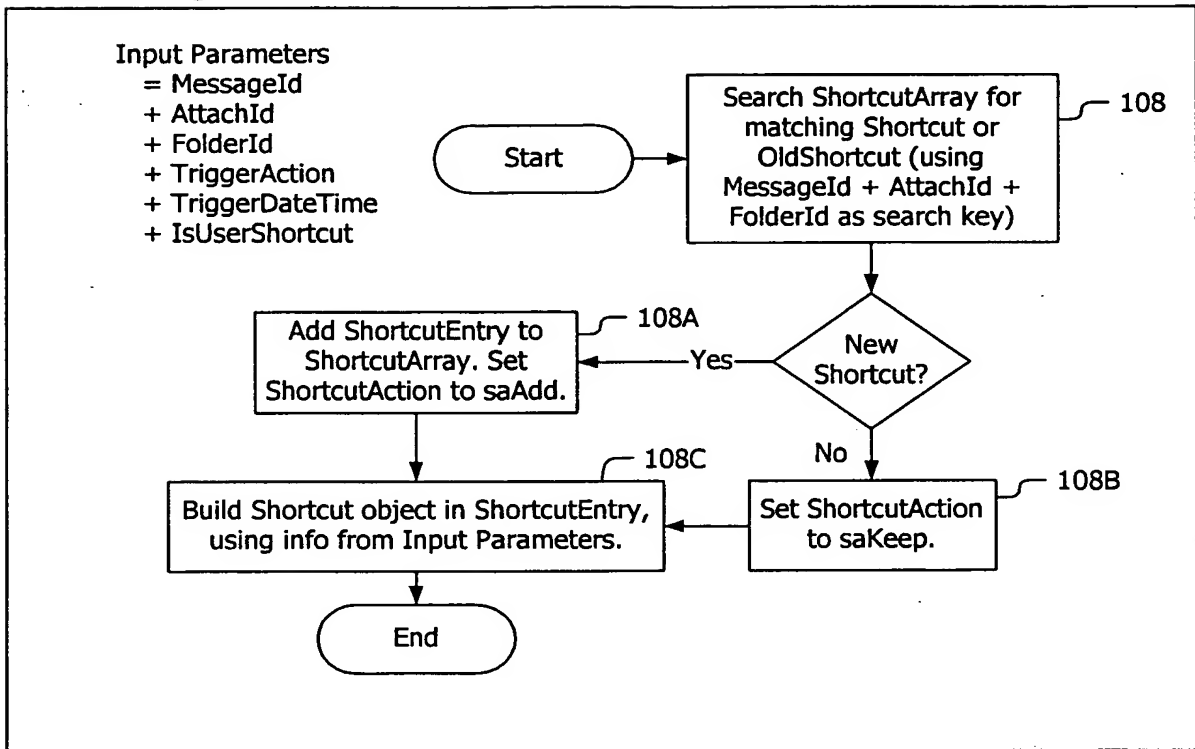 Input Parameters
= MessageId
+ AttachId
+ FolderId
+ TriggerAction
+ TriggerDateTime
+ IsUserShortcut
Start
Search ShortcutArray for
matching Shortcut or
OldShortcut (using
MessageId + AttachId +
FolderId as search key)
108
New
Shortcut?
Yes
Add ShortcutEntry to
ShortcutArray. Set
ShortcutAction to saAdd.
108A
No
Set ShortcutAction
to saKeep.
108B
Build Shortcut object in ShortcutEntry,
using info from Input Parameters.
108C
End